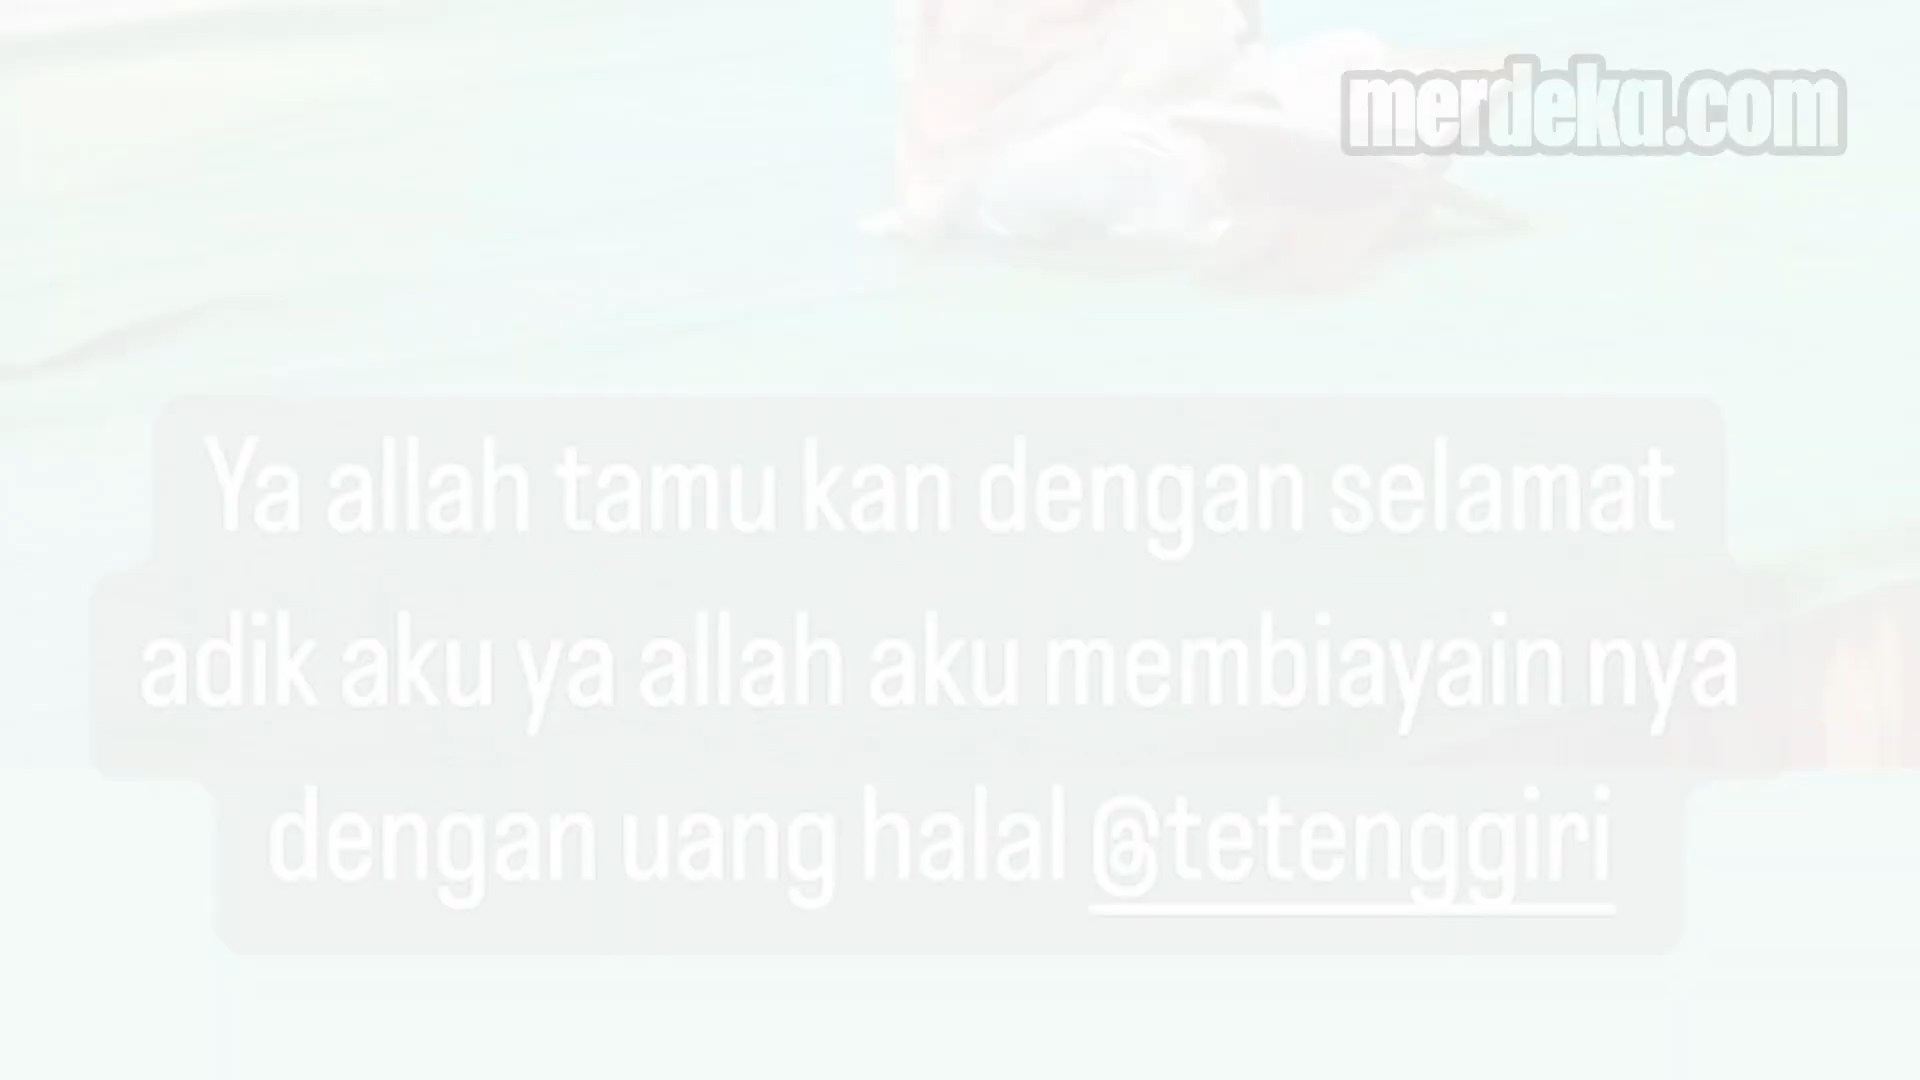 merdeka.com
Ya allah tamu kan dengan selamat
adik aku ya allah aku membiayain nya
dengan uang halal @tetenggiri